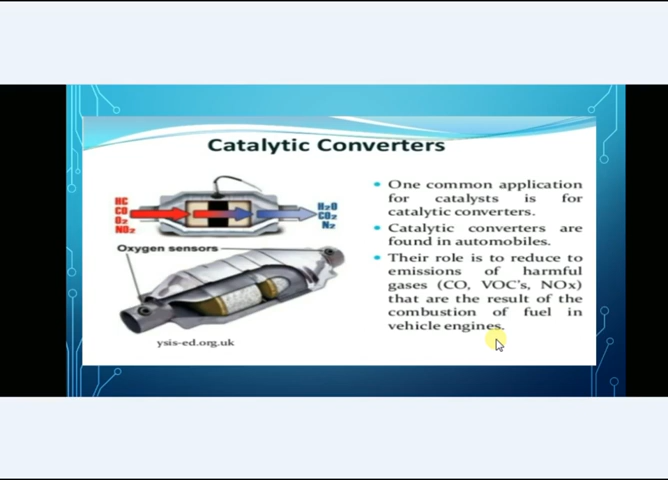 Catalytic Converters
HC
CO
O2
NO2
H2O
CO2
N2
Oxygen sensors
ysis-ed.org.uk
• One common application
for catalysts is for
catalytic converters.
• Catalytic converters are
found in automobiles.
• Their role is to reduce to
emissions of harmful
gases (CO, VOC's, NOx)
that are the result of the
combustion of fuel in
vehicle engines.